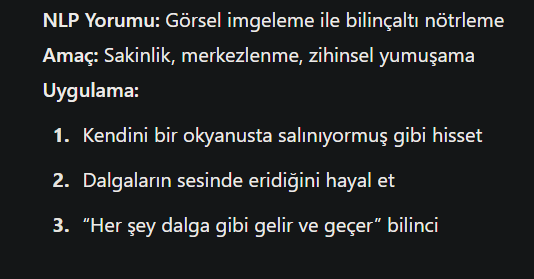 NLP Yorumu: Görsel imgeleme ile bilinçaltı nötrleme
Amaç: Sakinlik, merkezlenme, zihinsel yumuşama
Uygulama:
1. Kendini bir okyanusta salınıyormuş gibi hisset
2. Dalgaların sesinde eridiğini hayal et
3. “Her şey dalga gibi gelir ve geçer” bilinci